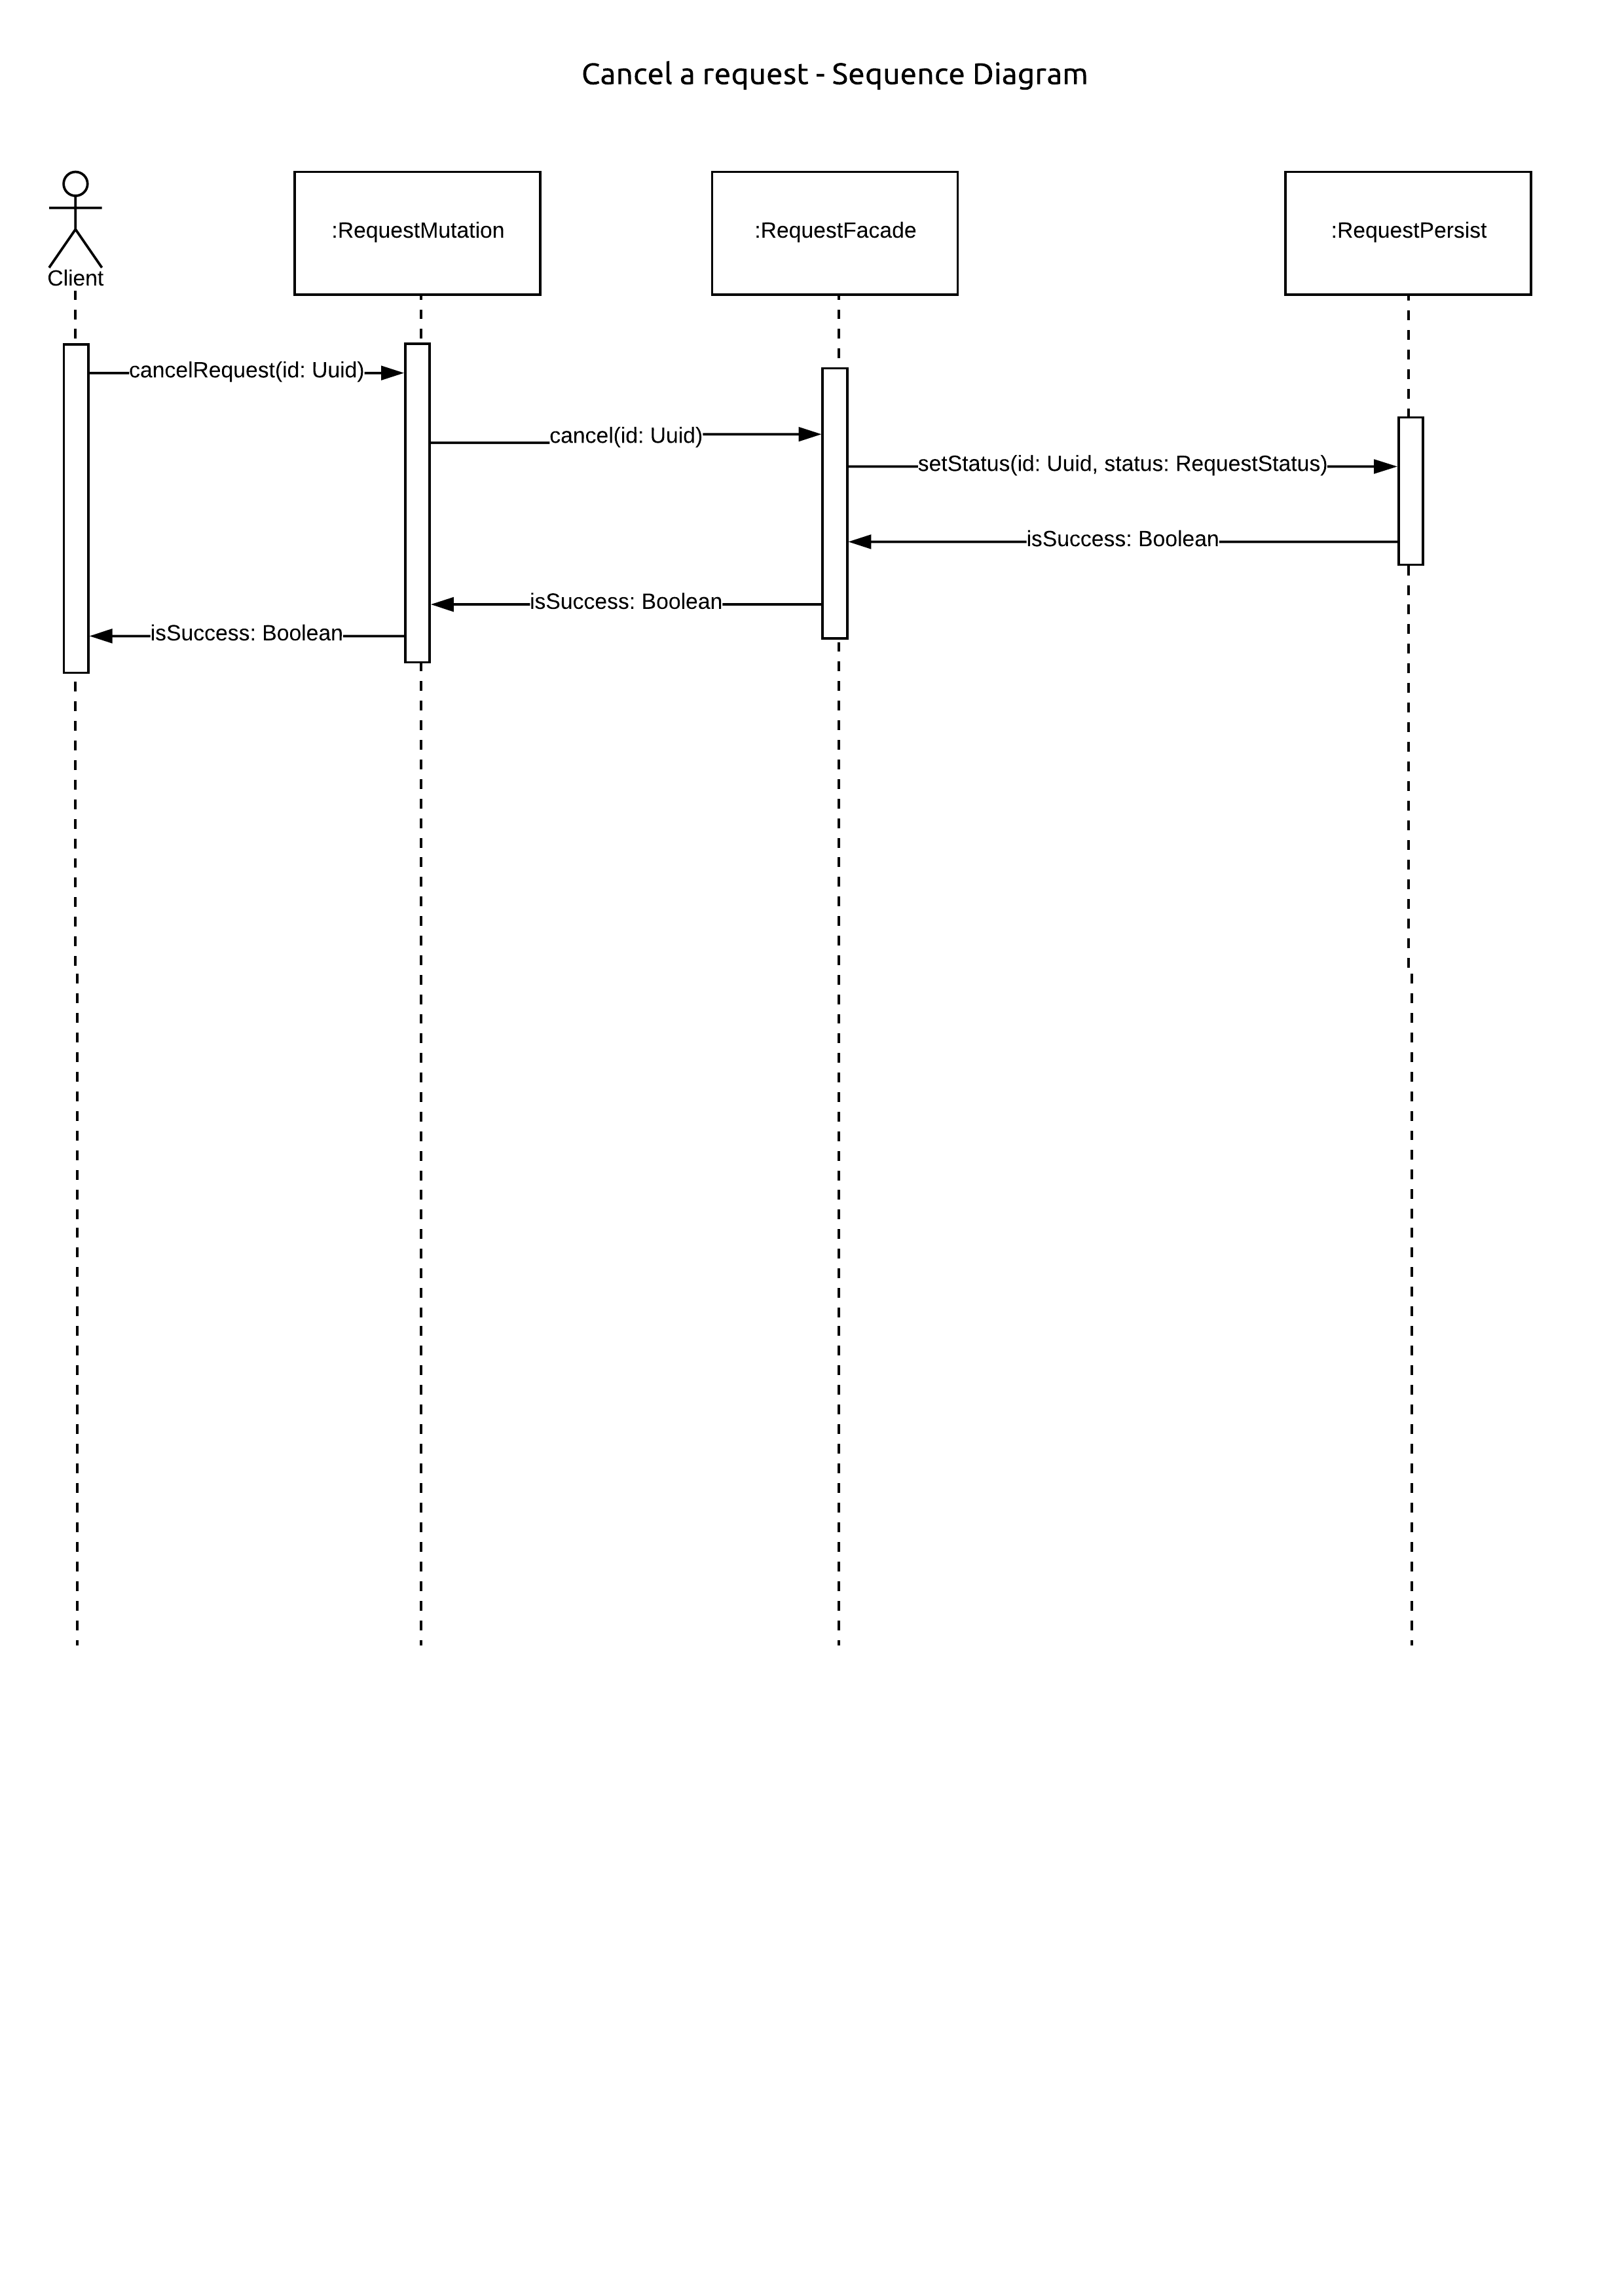 Cancel a request - Sequence Diagram
Client
:RequestMutation
:RequestFacade
:RequestPersist
cancelRequest(id: Uuid)
cancel(id: Uuid)
setStatus(id: Uuid, status: RequestStatus)
isSuccess: Boolean
isSuccess: Boolean
isSuccess: Boolean